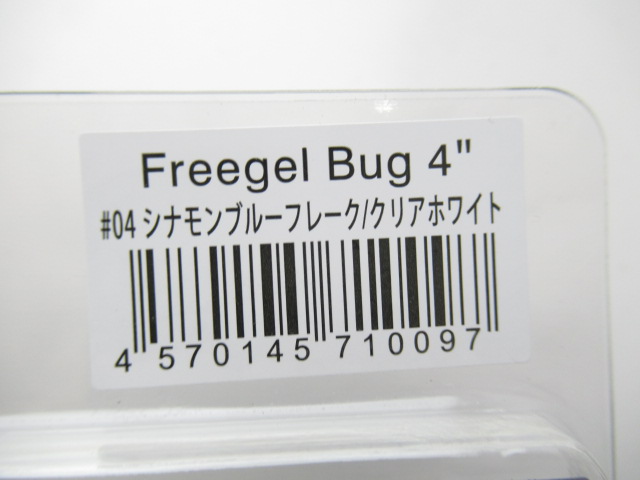 Freegel Bug 4"
#04 シナモンブルーフレーク/クリアホワイト
4 570145 710097